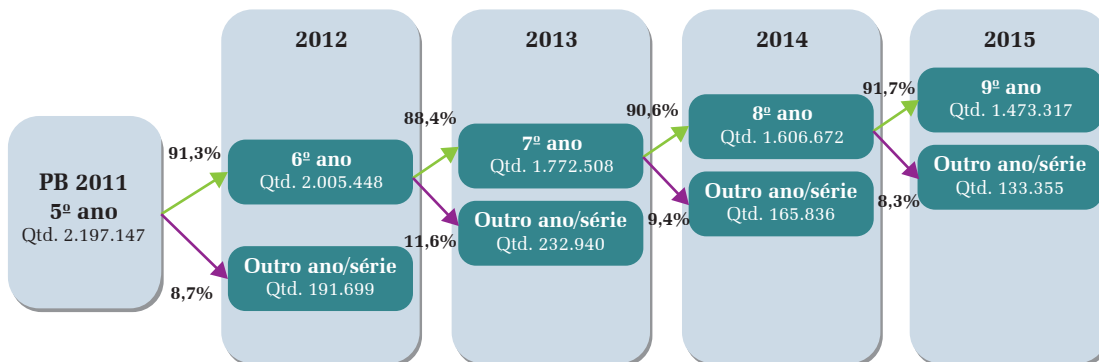 PB 2011
5º ano
Qtd. 2.197.147
91,3%
8,7%
2012
6º ano
Qtd. 2.005.448
Outro ano/série
Qtd. 191.699
88,4%
11,6%
2013
7º ano
Qtd. 1.772.508
Outro ano/série
Qtd. 232.940
90,6%
9,4%
2014
8º ano
Qtd. 1.606.672
Outro ano/série
Qtd. 165.836
91,7%
8,3%
2015
9º ano
Qtd. 1.473.317
Outro ano/série
Qtd. 133.355